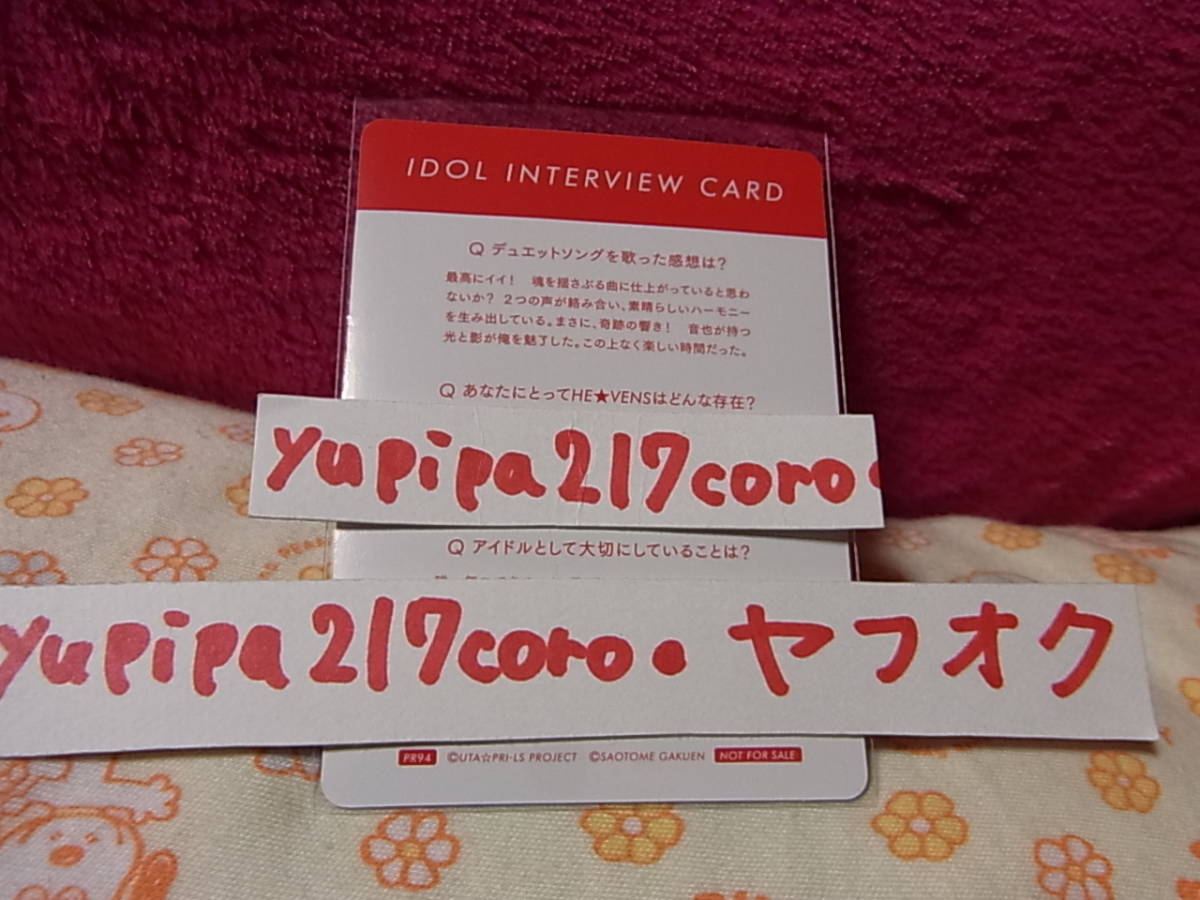 IDOL INTERVIEW CARD
Q デュエットソングを歌った感想は?
最高にイイ! 魂を揺さぶる曲に仕上がっていると思わ
ないか? 2つの声が絡み合い、素晴らしいハーモニー
を生み出している。まさに、奇跡の響き! 音也が持つ
光と影が俺を魅了した。この上なく楽しい時間だった。
Q あなたにとってHE★VENSはどんな存在?
yupipa217coro・
Q アイドルとして大切にしていることは?
yupipa217coro・ヤフオク
PR94 ©UTA☆PRI-LS PROJECT ©SAOTOME GAKUEN NOT FOR SALE